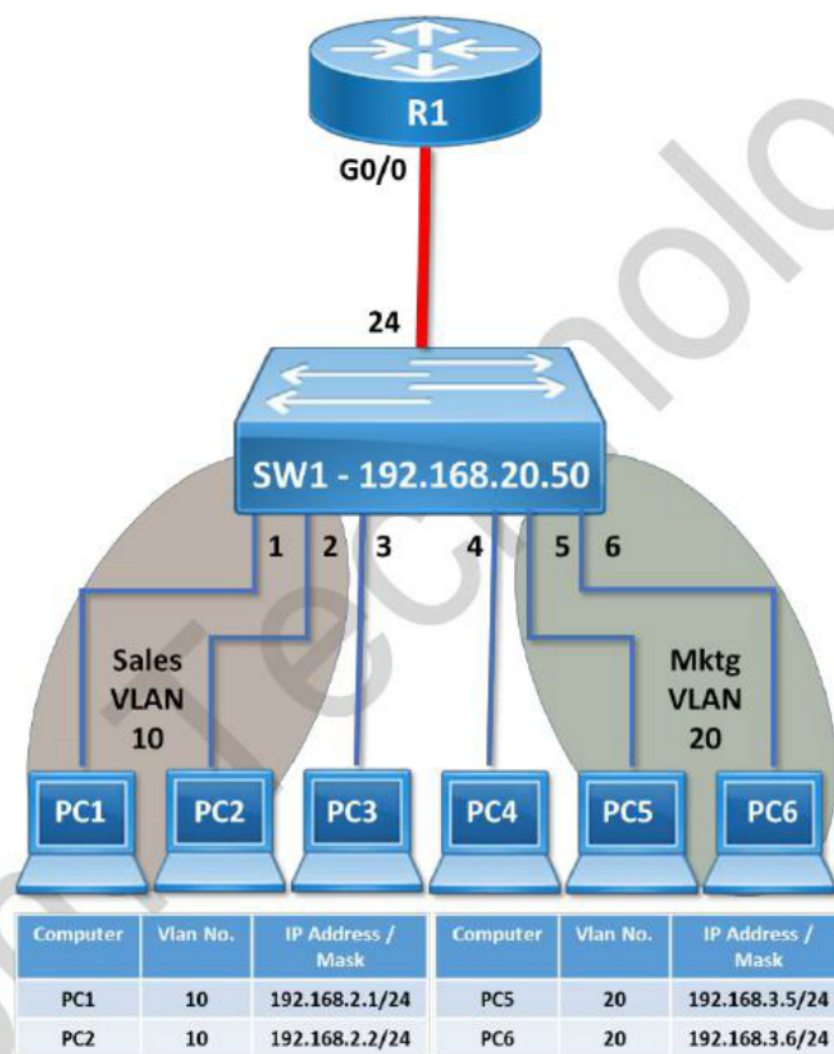 R1
G0/0
24
SW1 - 192.168.20.50
1 2 3 4 5 6
Sales
VLAN
10
Mktg
VLAN
20
PC1 PC2 PC3 PC4 PC5 PC6
Computer Vlan No. IP Address / Mask Computer Vlan No. IP Address / Mask
PC1 10 192.168.2.1/24 PC5 20 192.168.3.5/24
PC2 10 192.168.2.2/24 PC6 20 192.168.3.6/24